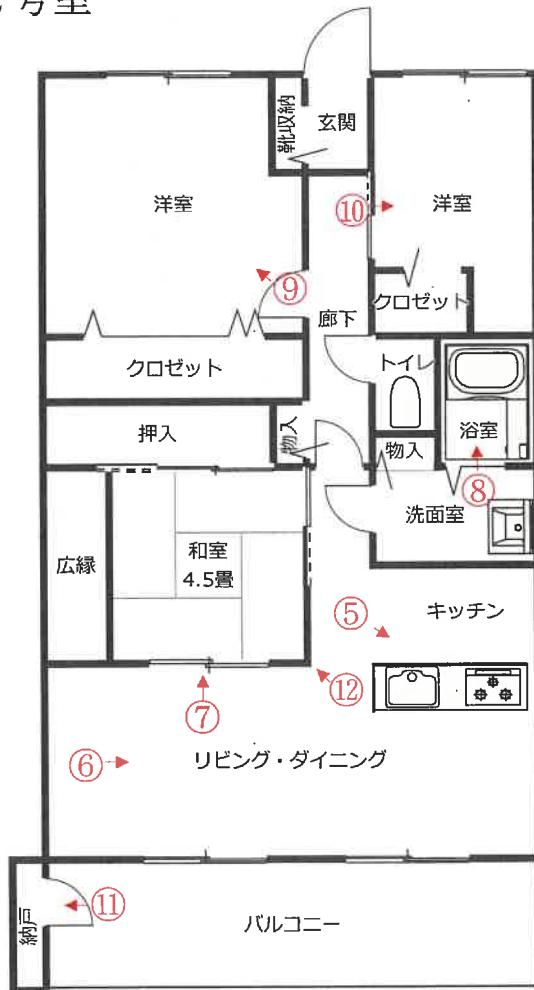 号室
靴収納
玄関
洋室
⑩
洋室
⑨
クロゼット
廊下
クロゼット
トイレ
押入
物入
物入
浴室
⑧
洗面室
広縁
和室
4.5畳
⑤
キッチン
⑫
⑦
⑥
リビング・ダイニング
⑪
納戸
バルコニー